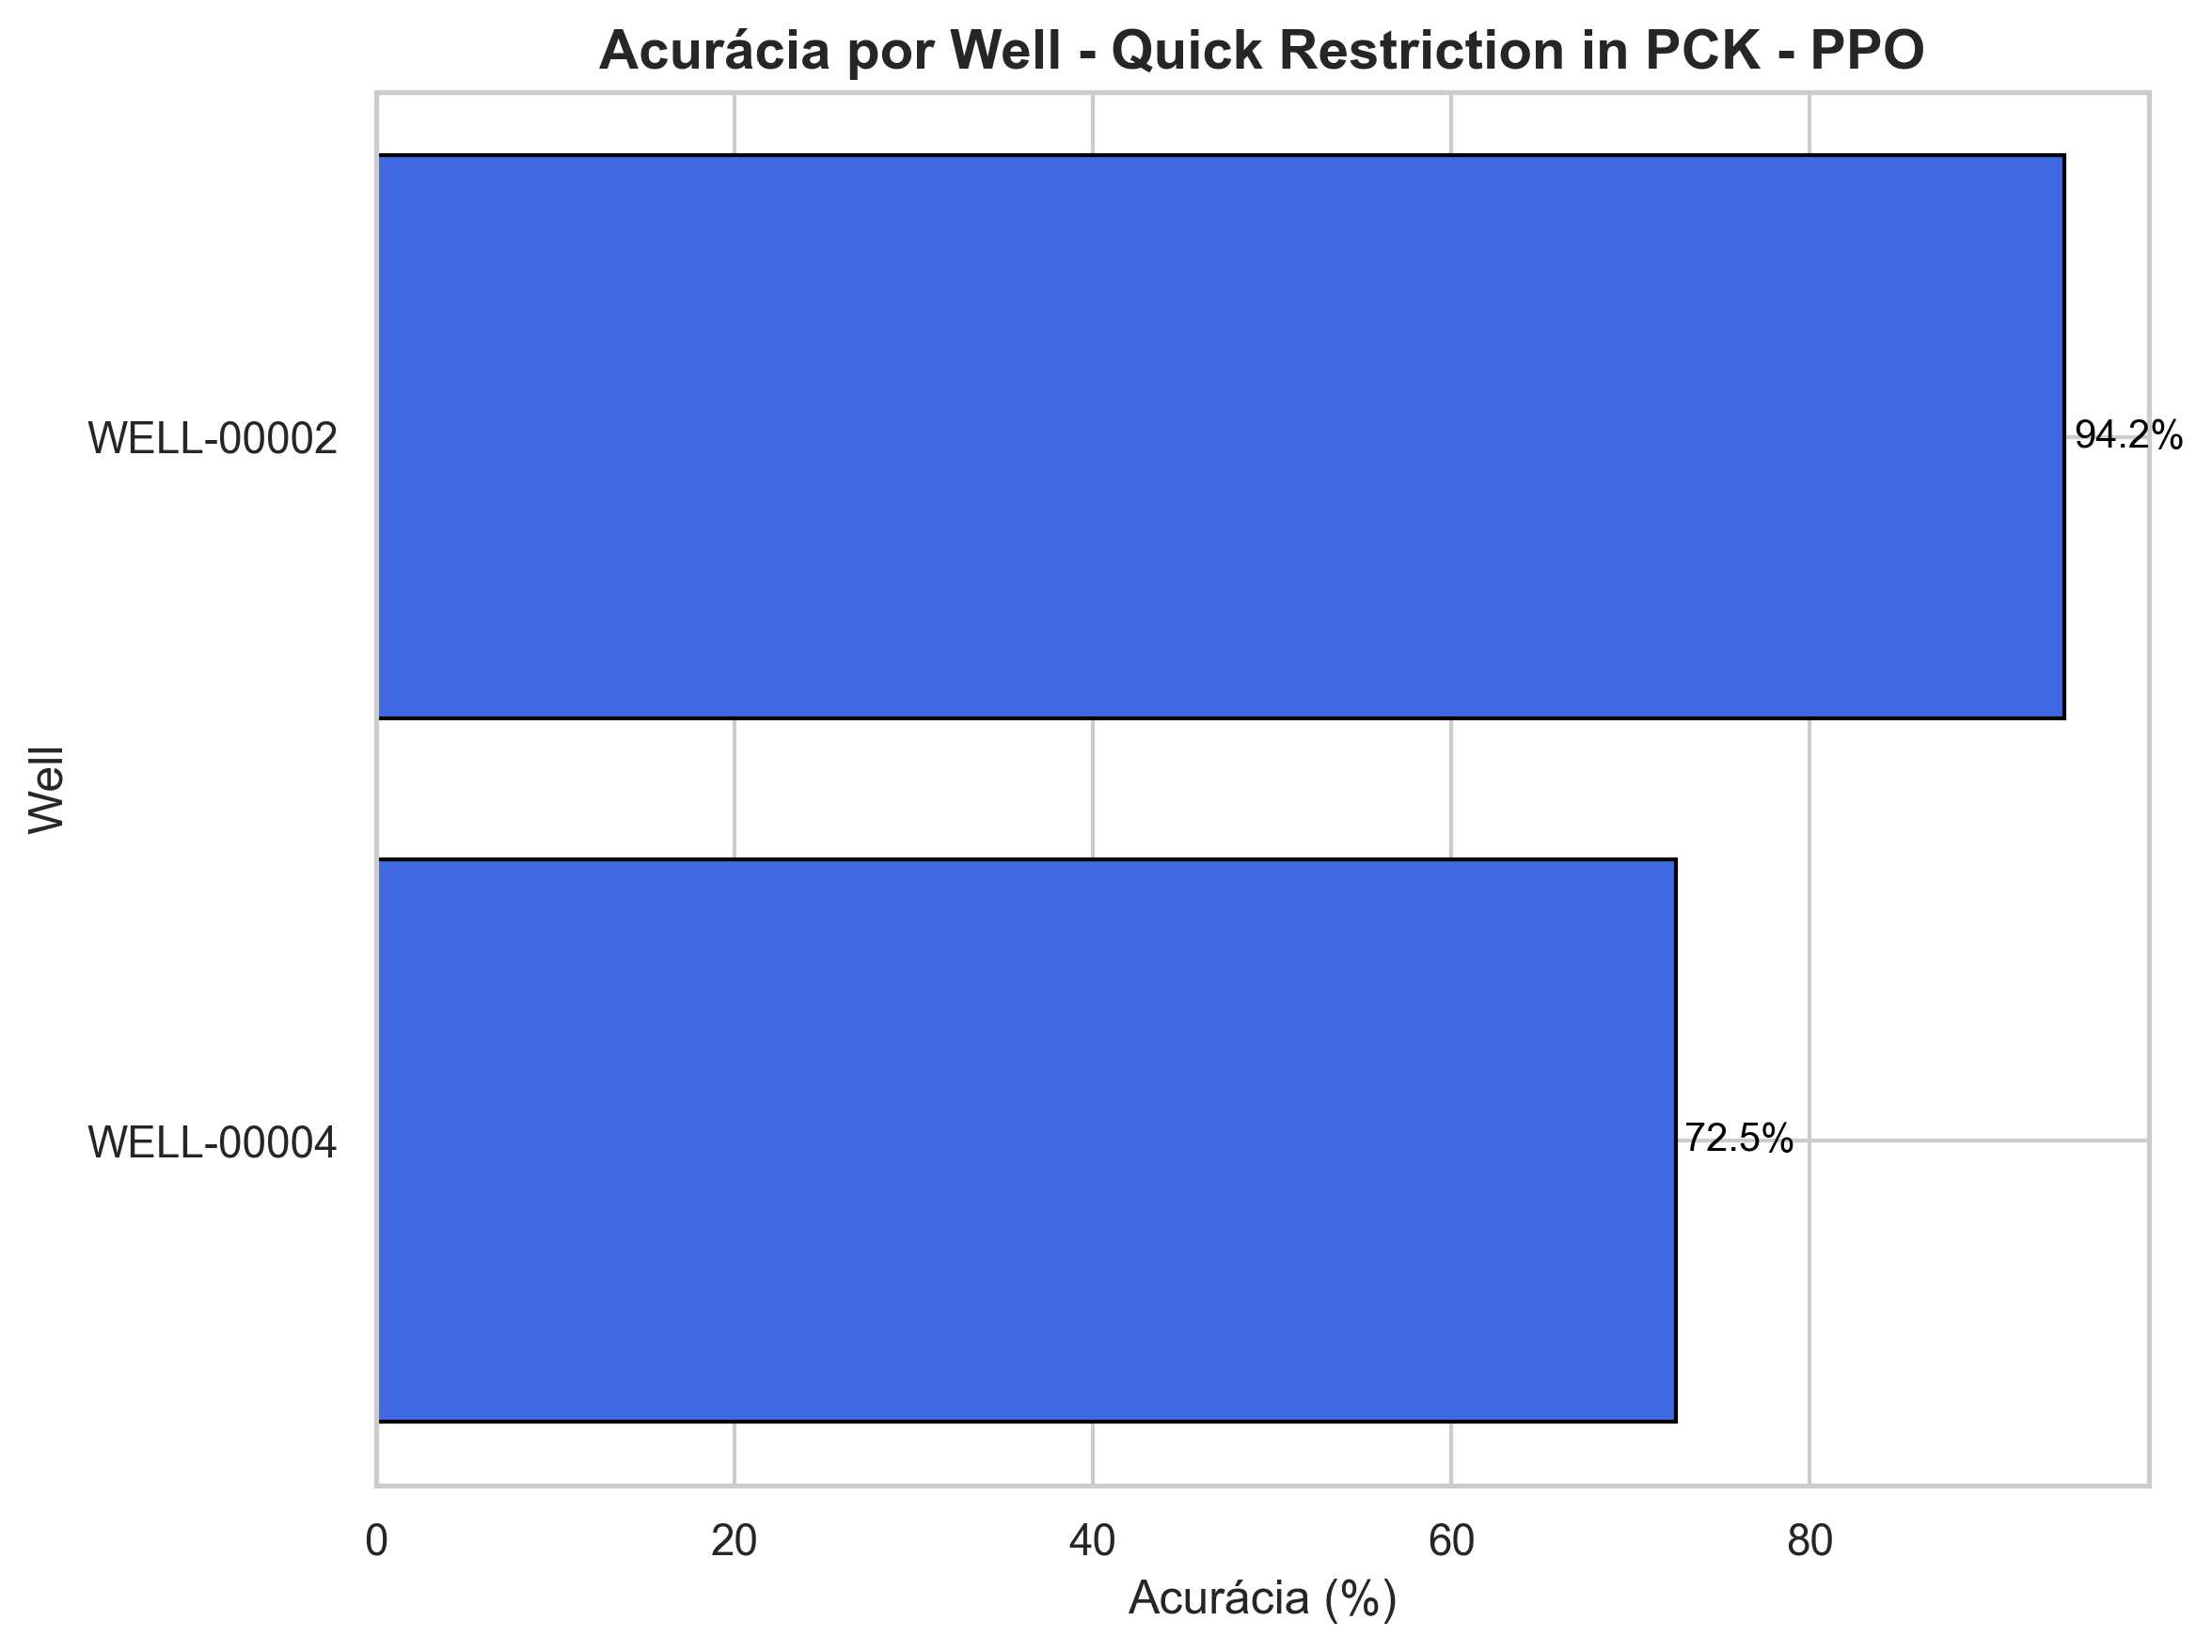 Acurácia por Well - Quick Restriction in PCK - PPO
WELL-00002
94.2%
Well
WELL-00004
72.5%
0 20 40 60 80
Acurácia (%)